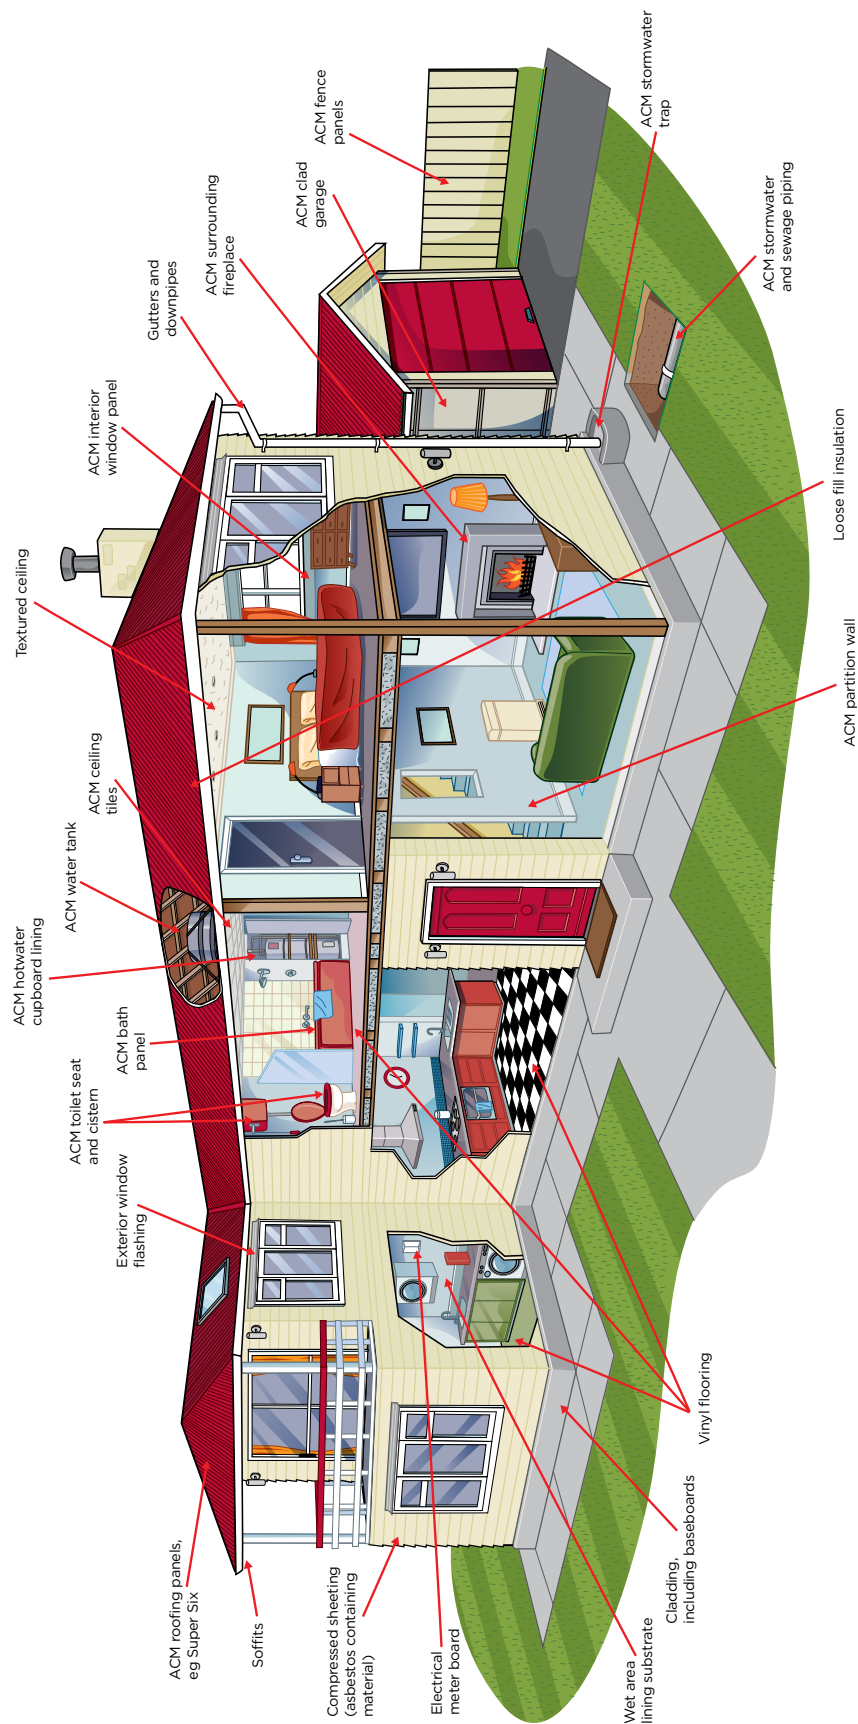 ACM roofing panels,
eg Super Six
Soffits
Compressed sheeting
(asbestos containing
material)
Electrical
meter board
Wet area
lining substrate
Cladding,
including baseboards
Exterior window
flashing
ACM toilet seat
and cistern
ACM bath
panel
ACM hotwater
cupboard lining
ACM water tank
ACM ceiling
tiles
Textured ceiling
ACM interior
window panel
Gutters and
downpipes
ACM surrounding
fireplace
ACM clad
garage
ACM fence
panels
ACM stormwater
trap
ACM stormwater
and sewage piping
Loose fill insulation
ACM partition wall
Vinyl flooring